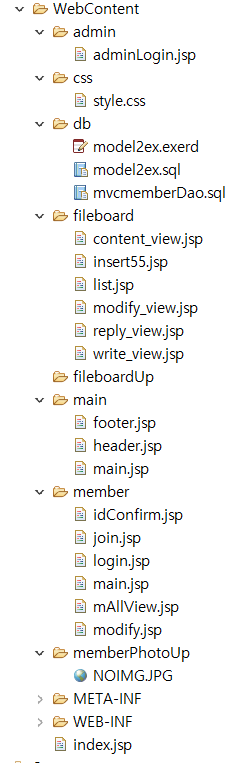 WebContent
admin
adminLogin.jsp
css
style.css
db
model2ex.exerd
model2ex.sql
mvcmemberDao.sql
fileboard
content_view.jsp
insert55.jsp
list.jsp
modify_view.jsp
reply_view.jsp
write_view.jsp
fileboardUp
main
footer.jsp
header.jsp
main.jsp
member
idConfirm.jsp
join.jsp
login.jsp
main.jsp
mAllView.jsp
modify.jsp
memberPhotoUp
NOIMG.JPG
META-INF
WEB-INF
index.jsp